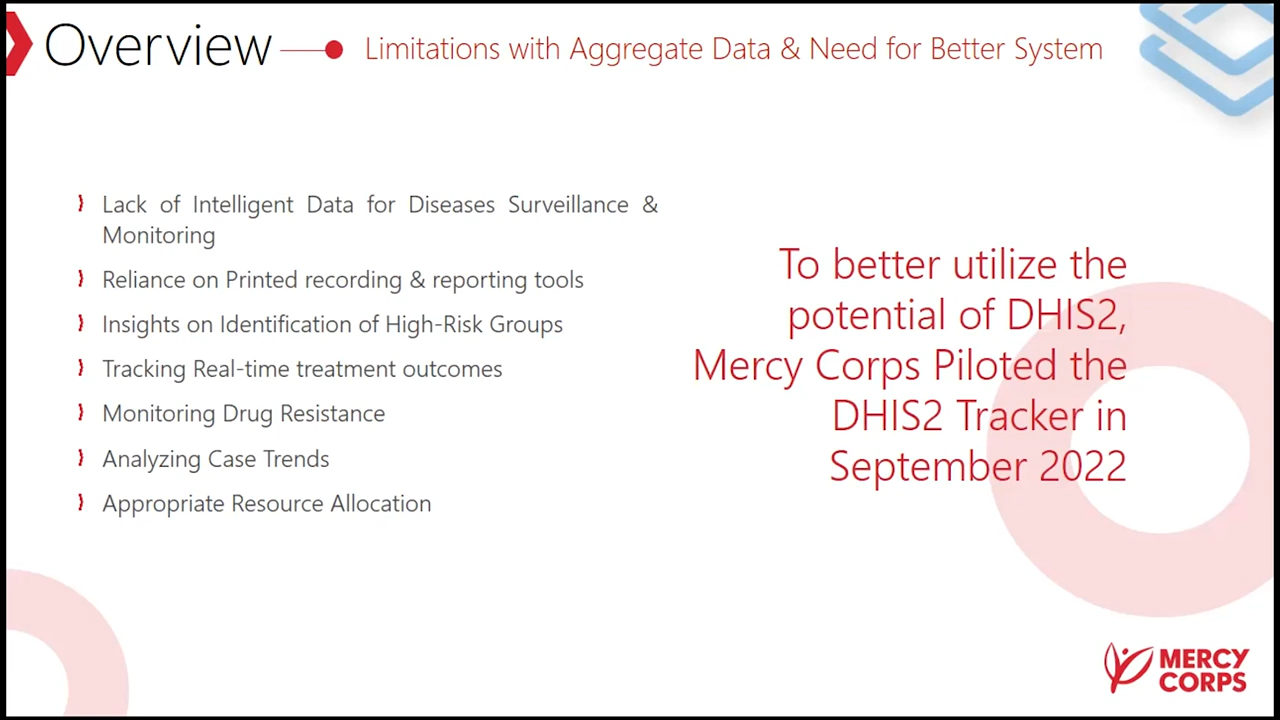 Overview
Limitations with Aggregate Data & Need for Better System
Lack of Intelligent Data for Diseases Surveillance &
Monitoring
Reliance on Printed recording & reporting tools
Insights on Identification of High-Risk Groups
Tracking Real-time treatment outcomes
Monitoring Drug Resistance
Analyzing Case Trends
Appropriate Resource Allocation
To better utilize the
potential of DHIS2,
Mercy Corps Piloted the
DHIS2 Tracker in
September 2022
MERCY
CORPS